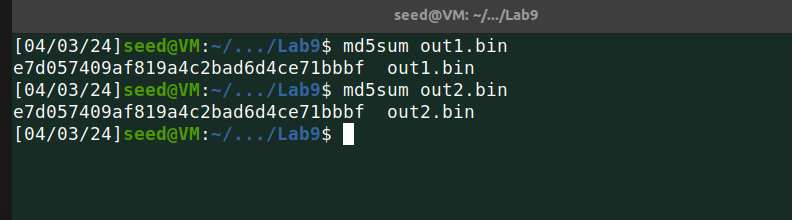 seed@VM: ~/.../Lab9
[04/03/24]seed@VM:~/.../Lab9$ md5sum out1.bin
e7d057409af819a4c2bad6d4ce71bbbf  out1.bin
[04/03/24]seed@VM:~/.../Lab9$ md5sum out2.bin
e7d057409af819a4c2bad6d4ce71bbbf  out2.bin
[04/03/24]seed@VM:~/.../Lab9$